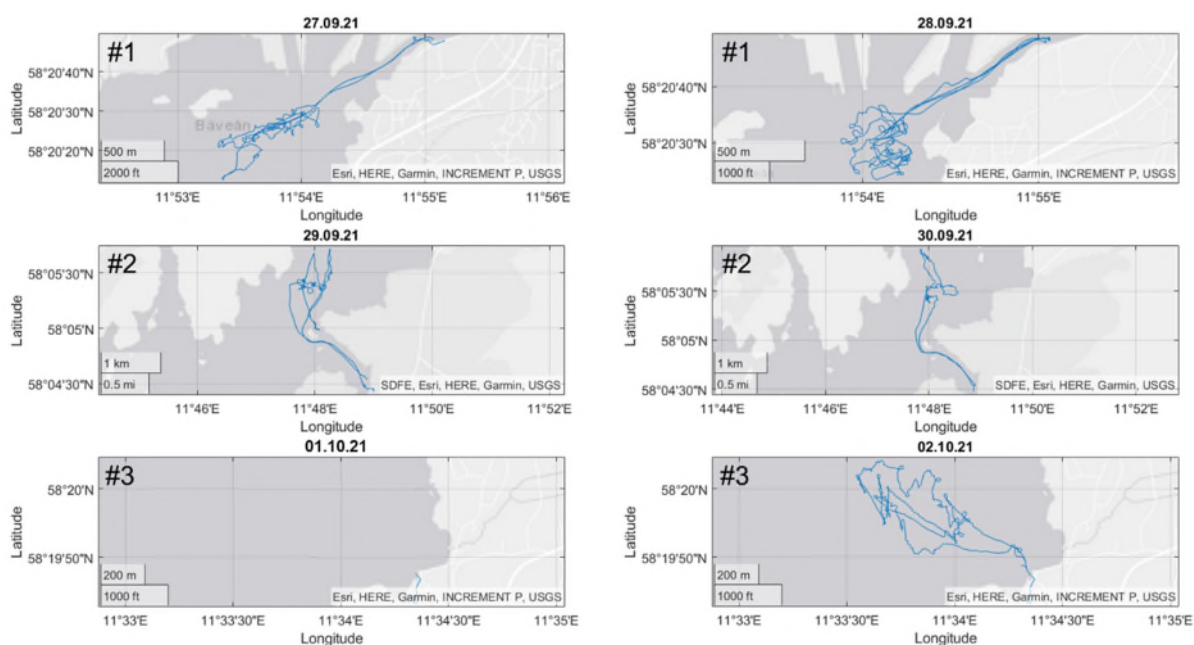 27.09.21
#1
58°20'40"N
58°20'30"N
58°20'20"N
Latitude
Båveån
500 m
2000 ft
Esri, HERE, Garmin, INCREMENT P, USGS
11°53'E
11°54'E
11°55'E
11°56'E
Longitude
28.09.21
#1
58°20'40"N
58°20'30"N
Latitude
500 m
1000 ft
Esri, HERE, Garmin, INCREMENT P, USGS
11°54'E
11°55'E
Longitude
29.09.21
#2
58°05'30"N
58°05'N
58°04'30"N
Latitude
1 km
0.5 mi
SDFE, Esri, HERE, Garmin, USGS
11°46'E
11°48'E
11°50'E
11°52'E
Longitude
30.09.21
#2
58°05'30"N
58°05'N
58°04'30"N
Latitude
1 km
0.5 mi
SDFE, Esri, HERE, Garmin, USGS
11°44'E
11°46'E
11°48'E
11°50'E
11°52'E
Longitude
01.10.21
#3
58°20'N
58°19'50"N
Latitude
200 m
1000 ft
Esri, HERE, Garmin, INCREMENT P, USGS
11°33'E
11°33'30"E
11°34'E
11°34'30"E
11°35'E
Longitude
02.10.21
#3
58°20'N
58°19'50"N
Latitude
200 m
1000 ft
Esri, HERE, Garmin, INCREMENT P, USGS
11°33'E
11°33'30"E
11°34'E
11°34'30"E
11°35'E
Longitude